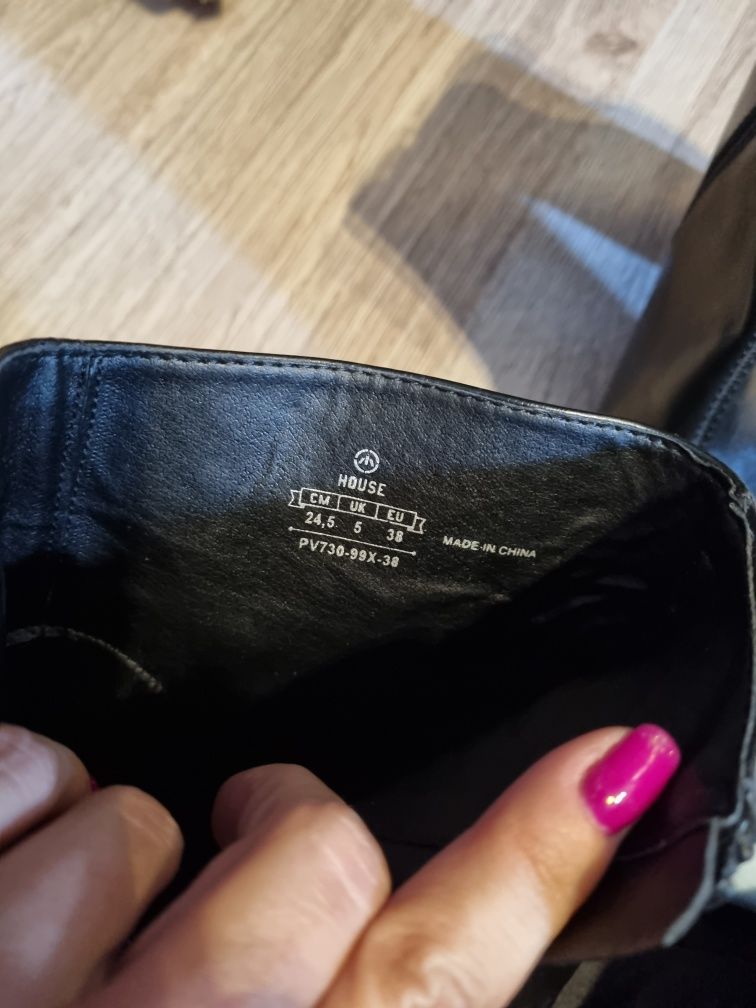 HOUSE
CM UK EU
24,5 5 38
PV730-99X-38
MADE IN CHINA